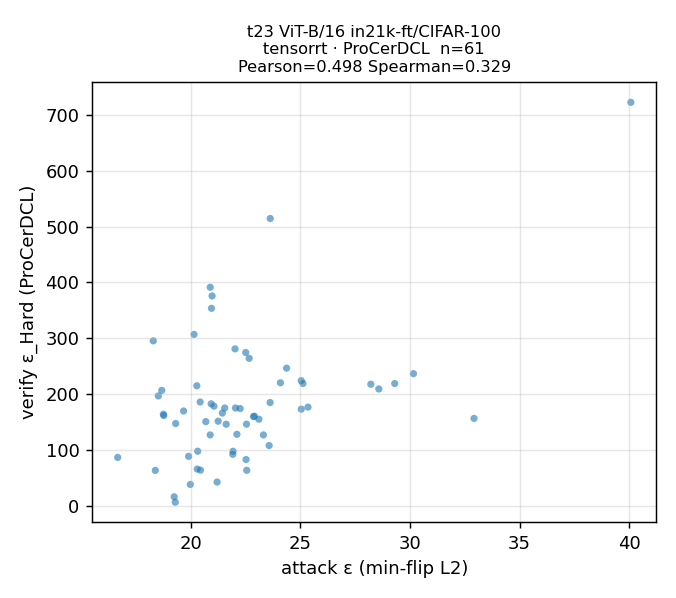 t23 ViT-B/16 in21k-ft/CIFAR-100
tensorrt · ProCerDCL  n=61
Pearson=0.498 Spearman=0.329
verify ε_Hard (ProCerDCL)
700
600
500
400
300
200
100
0
20
25
30
35
40
attack ε (min-flip L2)